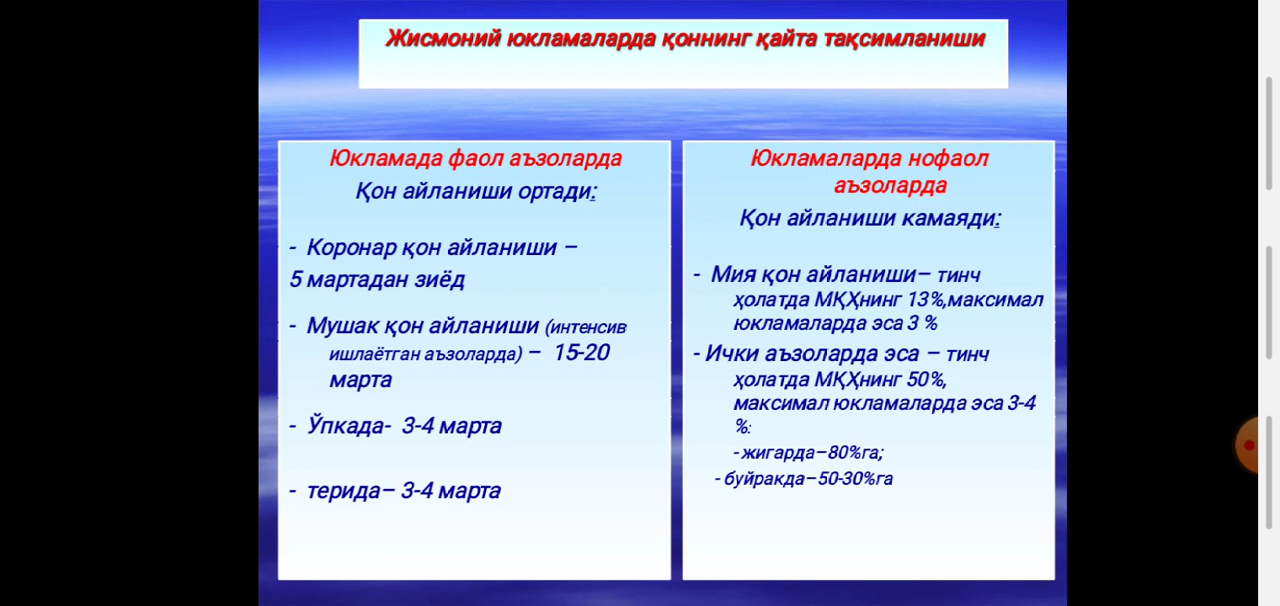 Жисмоний юкламаларда қоннинг қайта тақсимланиши
Юкламада фаол аъзоларда
Қон айланиши ортади:
- Коронар қон айланиши –
5 мартадан зиёд
- Мушак қон айланиши (интенсив
ишлаётган аъзоларда) – 15-20
марта
- Ўпкада- 3-4 марта
- терида– 3-4 марта
Юкламаларда нофаол
аъзоларда
Қон айланиши камаяди:
- Мия қон айланиши– тинч
ҳолатда МҚҲнинг 13%,максимал
юкламаларда эса 3 %
- Ички аъзоларда эса – тинч
ҳолатда МҚҲнинг 50%,
максимал юкламаларда эса 3-4
%:
- жигарда–80%га;
- буйракда–50-30%га